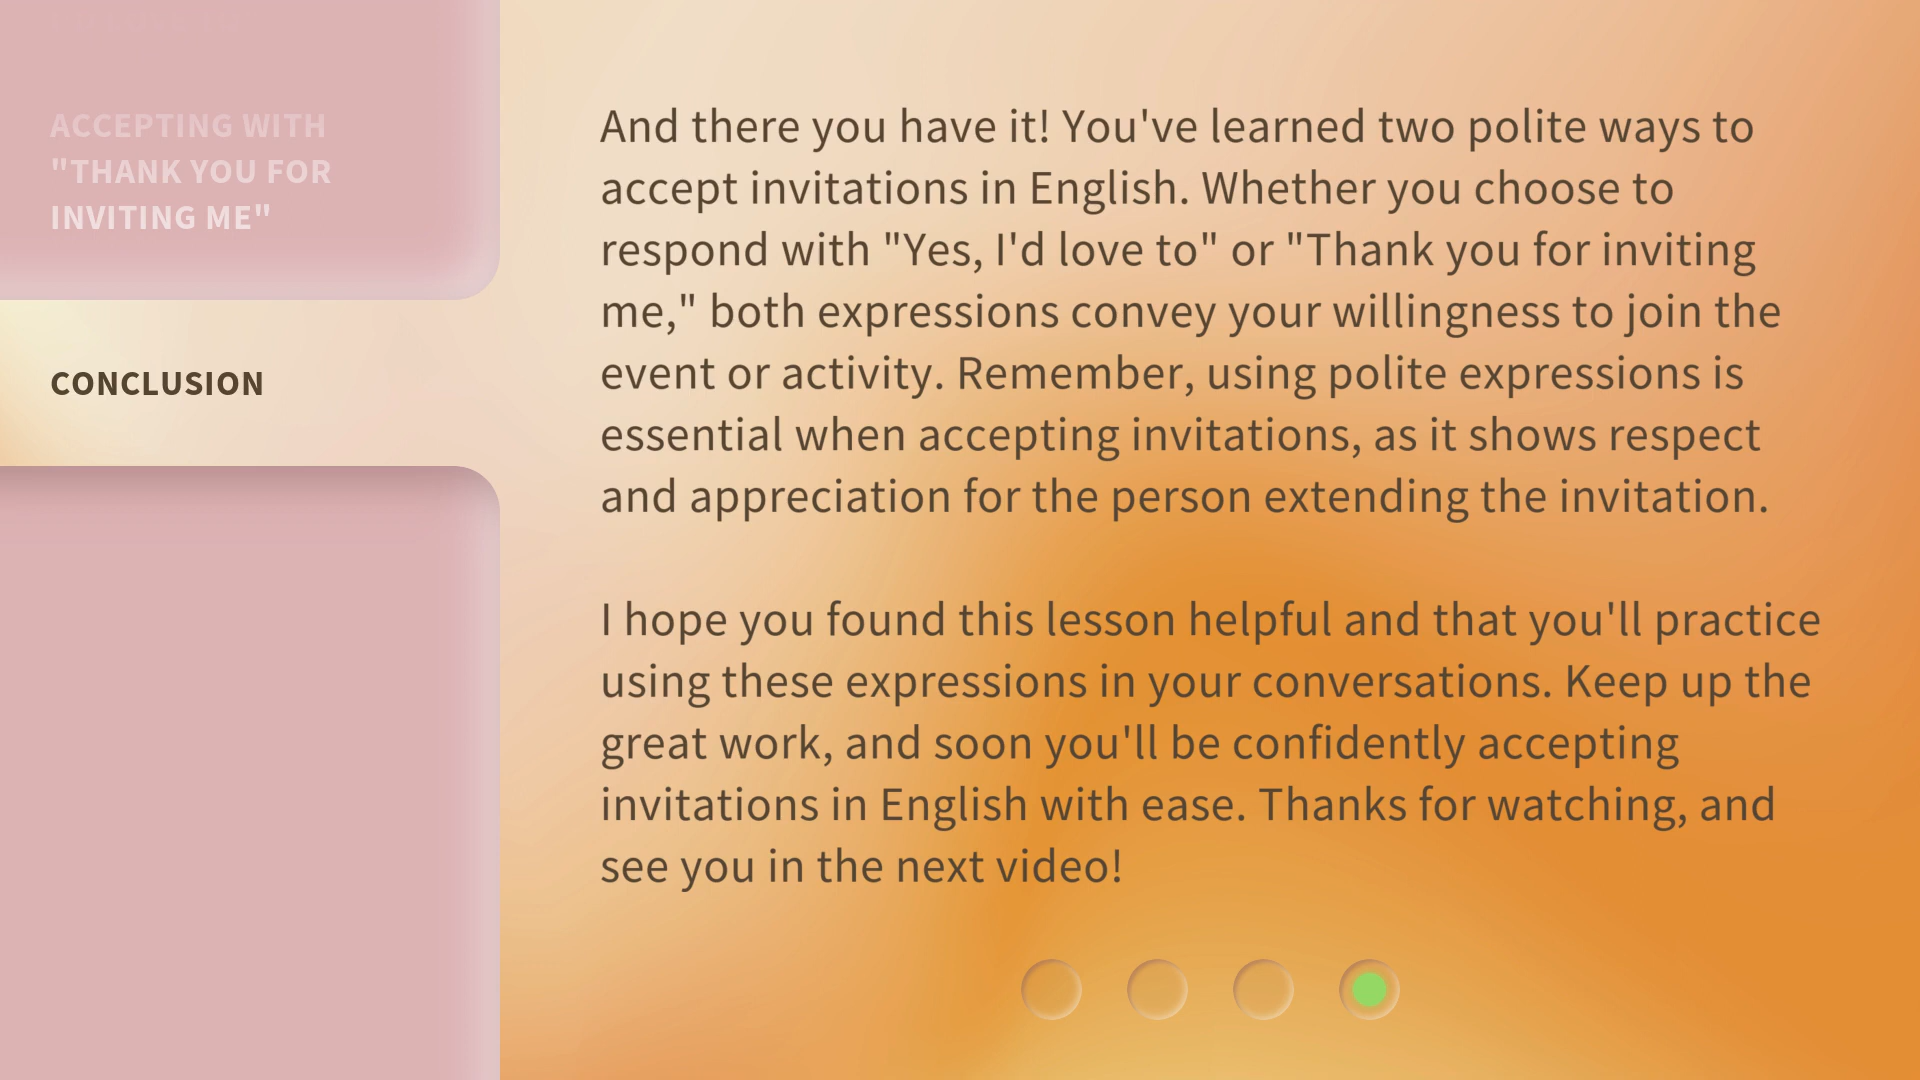 ACCEPTING WITH
"THANK YOU FOR
INVITING ME"
CONCLUSION
And there you have it! You've learned two polite ways to
accept invitations in English. Whether you choose to
respond with "Yes, I'd love to" or "Thank you for inviting
me," both expressions convey your willingness to join the
event or activity. Remember, using polite expressions is
essential when accepting invitations, as it shows respect
and appreciation for the person extending the invitation.
I hope you found this lesson helpful and that you'll practice
using these expressions in your conversations. Keep up the
great work, and soon you'll be confidently accepting
invitations in English with ease. Thanks for watching, and
see you in the next video!